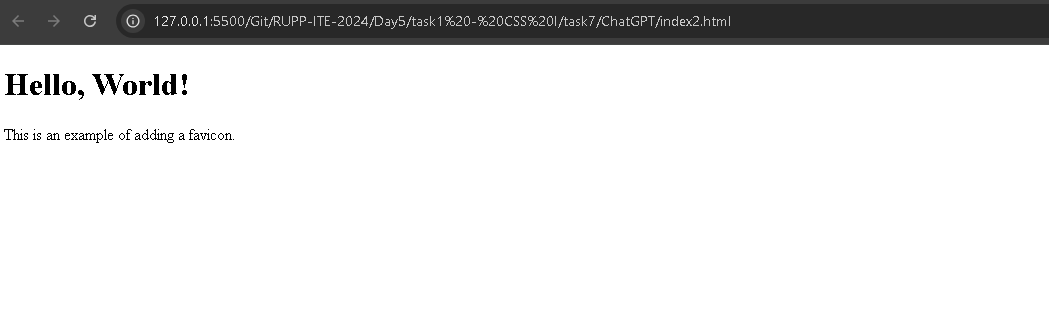 127.0.0.1:5500/Git/RUPP-ITE-2024/Day5/task1%20-%20CSS%20I/task7/ChatGPT/index2.html
Hello, World!
This is an example of adding a favicon.